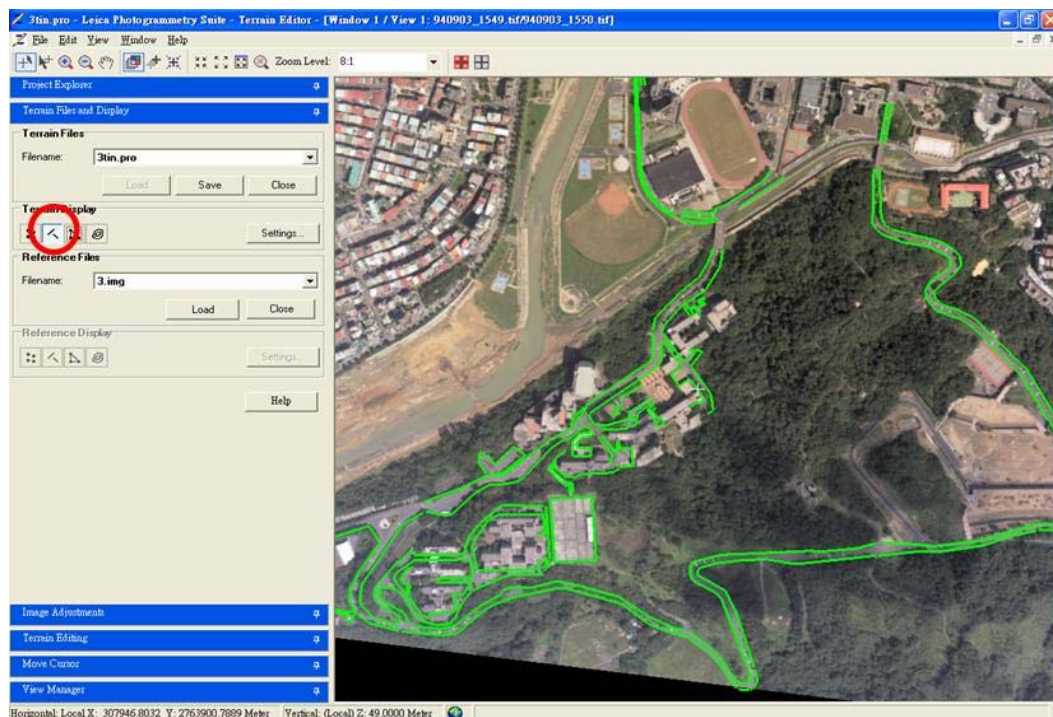 3tin.pro - Leica Photogrammetry Suite - Terrain Editor - [Window 1 / View 1: 940903_1549.tif/940903_1550.tif]
File Edit View Window Help
Zoom Level: 8:1
Project Explorer
Terrain Files and Display
Terrain Files
Filename: 3tin.pro
Load Save Close
Terrain Display
Settings...
Reference Files
Filename: 3.img
Load Close
Reference Display
Settings...
Help
Image Adjustments
Terrain Editing
Move Cursor
View Manager
Horizontal: Local X: 307946.8032 Y: 2763900.7889 Meter Vertical: (Local) Z: 49.0000 Meter